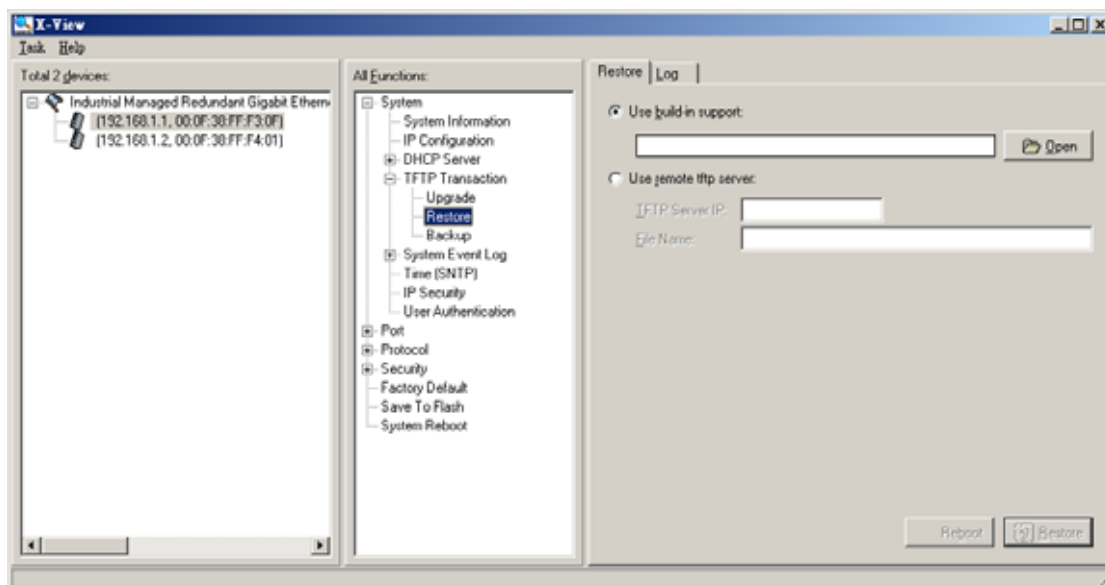 X-View
Task Help
Total 2 devices:
Industrial Managed Redundant Gigabit Ethern
(192.168.1.1, 00:0F:38:FF:F3:0F)
(192.168.1.2, 00:0F:38:FF:F4:01)
All Functions:
System
System Information
IP Configuration
DHCP Server
TFTP Transaction
Upgrade
Restore
Backup
System Event Log
Time (SNTP)
IP Security
User Authentication
Port
Protocol
Security
Factory Default
Save To Flash
System Reboot
Restore Log
Use build-in support:
Open
Use remote tftp server:
TFTP Server IP:
File Name:
Reboot Restore